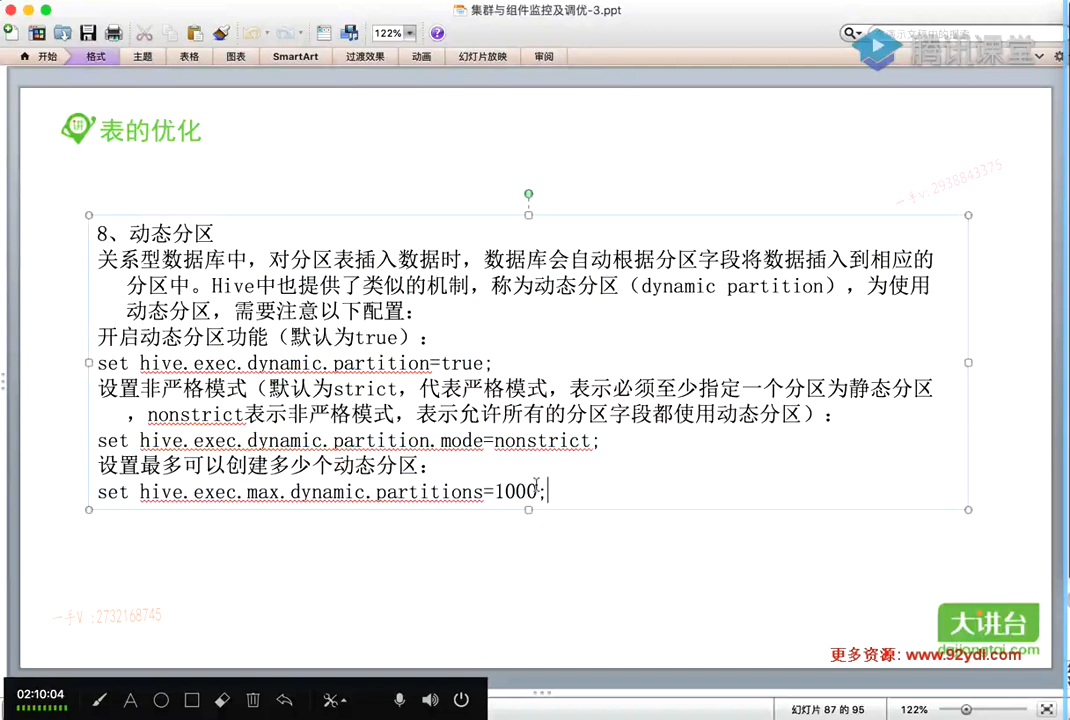 集群与组件监控及调优-3.ppt
122%
腾讯课堂
开始 格式 主题 表格 图表 SmartArt 过渡效果 动画 幻灯片放映 审阅
表的优化
一手v:2938843375
8、动态分区
关系型数据库中，对分区表插入数据时，数据库会自动根据分区字段将数据插入到相应的
分区中。Hive中也提供了类似的机制，称为动态分区（dynamic partition），为使用
动态分区，需要注意以下配置：
开启动态分区功能（默认为true）：
set hive.exec.dynamic.partition=true;
设置非严格模式（默认为strict，代表严格模式，表示必须至少指定一个分区为静态分区
，nonstrict表示非严格模式，表示允许所有的分区字段都使用动态分区）：
set hive.exec.dynamic.partition.mode=nonstrict;
设置最多可以创建多少个动态分区：
set hive.exec.max.dynamic.partitions=1000;
一手V :2732168745
大讲台
dajiangtai.com
更多资源: www.92ydl.com
02:10:04
幻灯片 87 的 95 122%